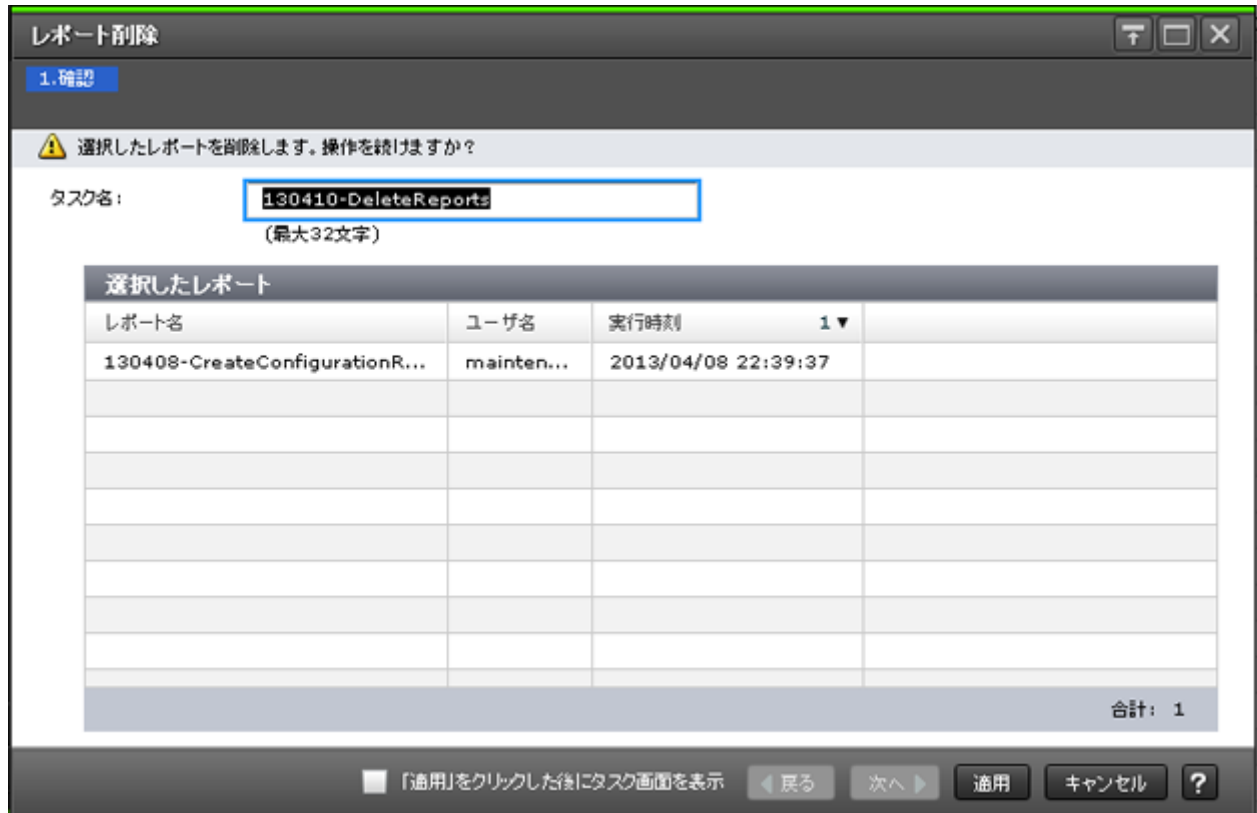 レポート削除
1.確認
選択したレポートを削除します。操作を続けますか？
タスク名： 130410-DeleteReports
(最大32文字)
選択したレポート
レポート名 ユーザ名 実行時刻 1▼
130408-CreateConfigurationR... mainten... 2013/04/08 22:39:37
合計： 1
「適用」をクリックした後にタスク画面を表示 ◀戻る 次へ▶ 適用 キャンセル ?